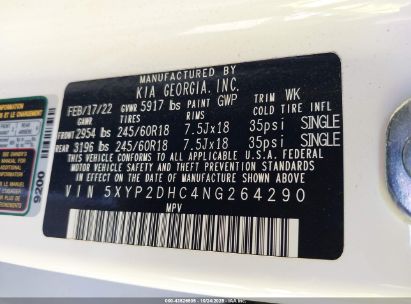 MANUFACTURED BY
KIA GEORGIA, INC.
FEB/17/22 GVWR 5917 lbs PAINT GWP TRIM WK
GAWR TIRES RIMS COLD TIRE INFL
FRONT 2954 lbs 245/60R18 7.5Jx18 35psi SINGLE
REAR 3196 lbs 245/60R18 7.5Jx18 35psi SINGLE
THIS VEHICLE CONFORMS TO ALL APPLICABLE U.S. FEDERAL
MOTOR VEHICLE SAFETY STANDARDS, BUMPER AND
THEFT PREVENTION STANDARDS IN EFFECT ON THE
DATE OF MANUFACTURE SHOWN ABOVE.
VIN 5XYP2DHC4NG264290
MPV
9200